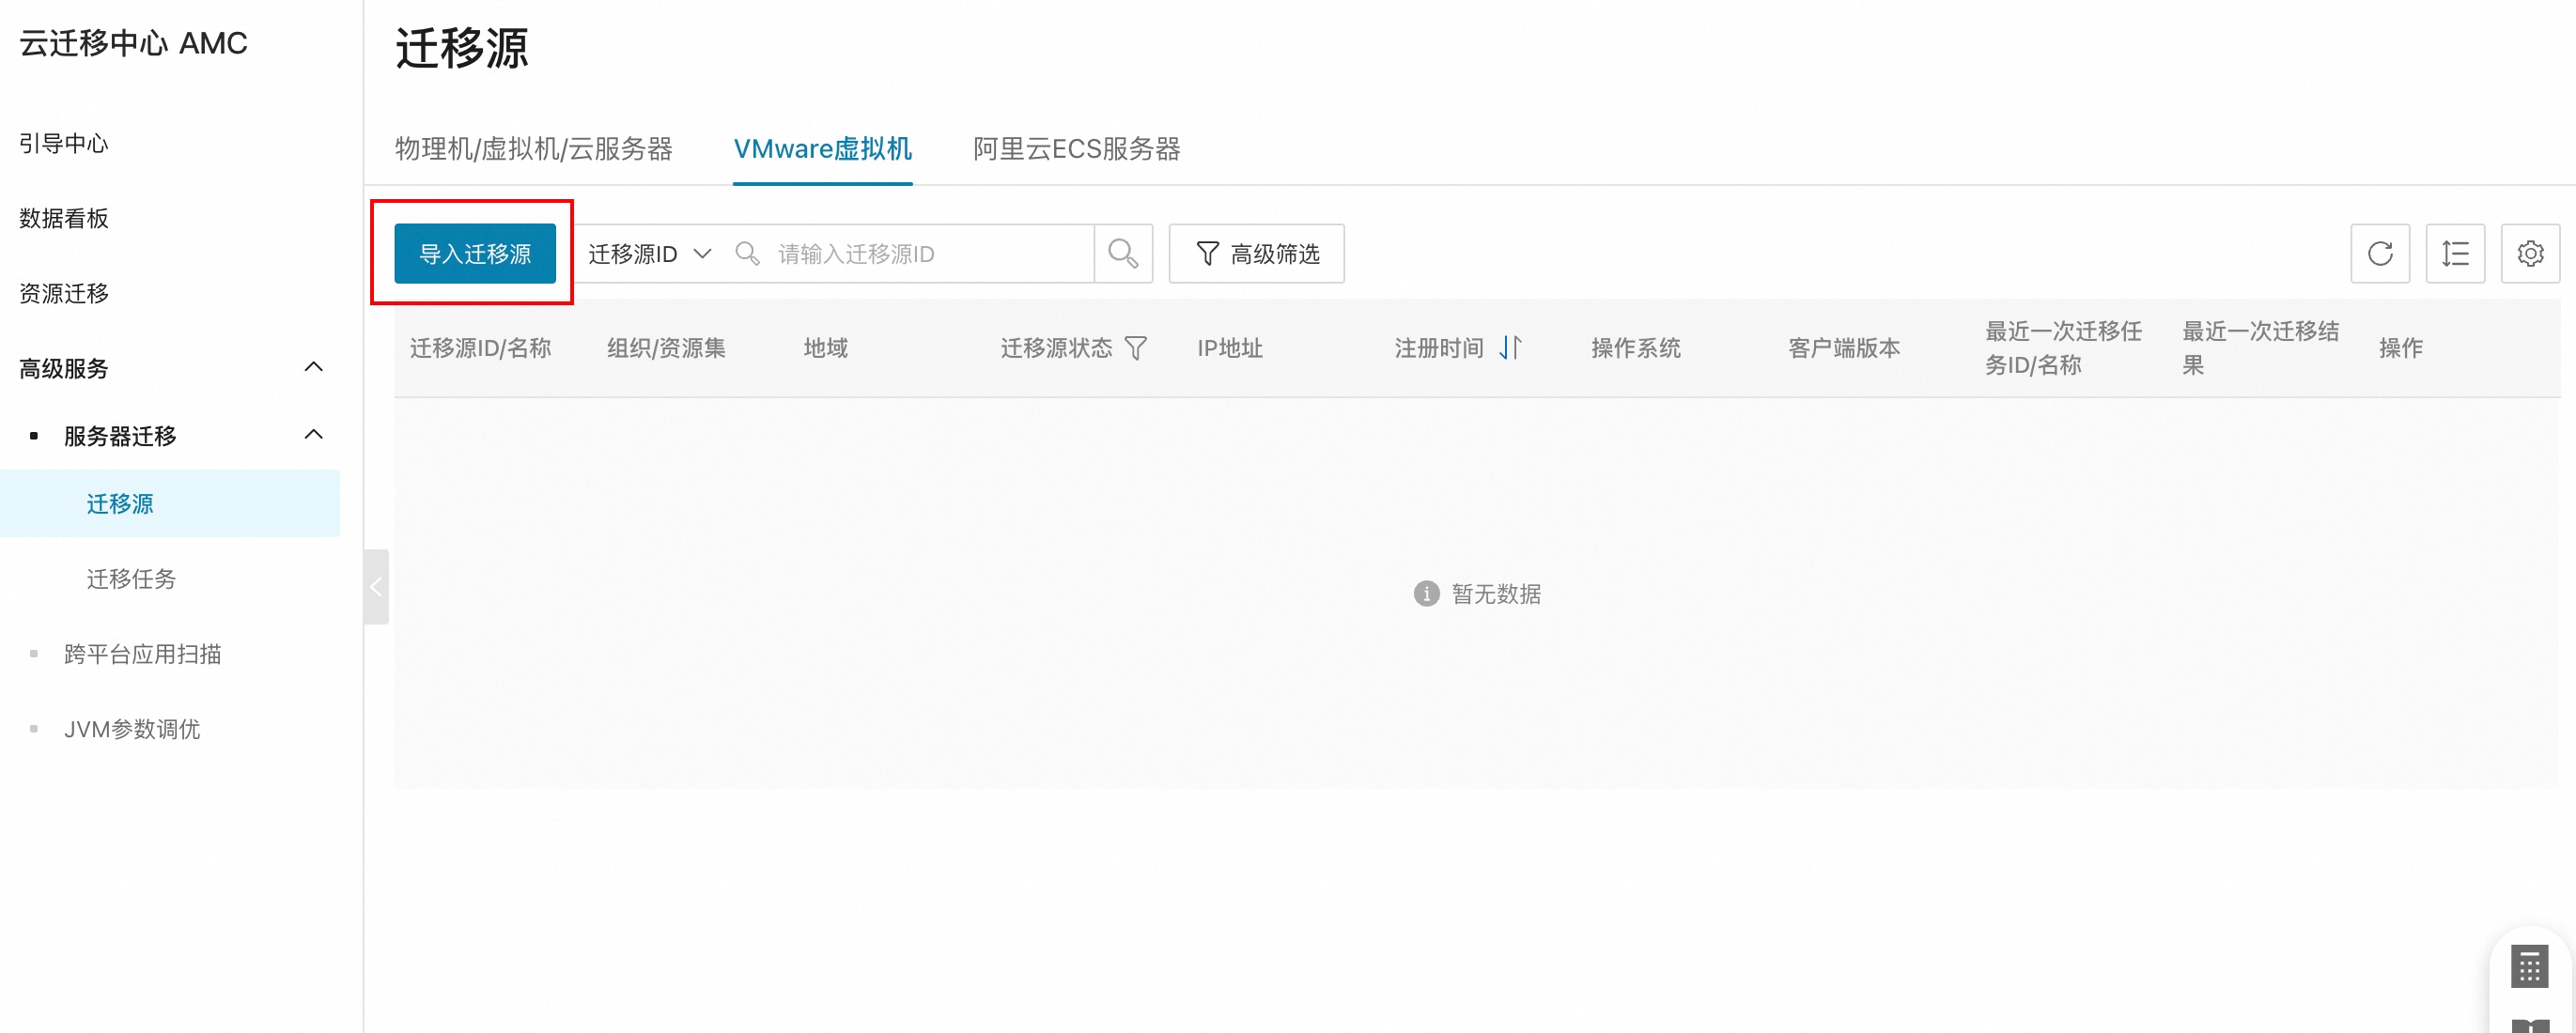 云迁移中心 AMC
引导中心
数据看板
资源迁移
高级服务
服务器迁移
迁移源
迁移任务
跨平台应用扫描
JVM参数调优
迁移源
物理机/虚拟机/云服务器 VMware虚拟机 阿里云ECS服务器
导入迁移源 迁移源ID 请输入迁移源ID 高级筛选
迁移源ID/名称 组织/资源集 地域 迁移源状态 IP地址 注册时间 操作系统 客户端版本 最近一次迁移任 最近一次迁移结 操作
务ID/名称 果
暂无数据